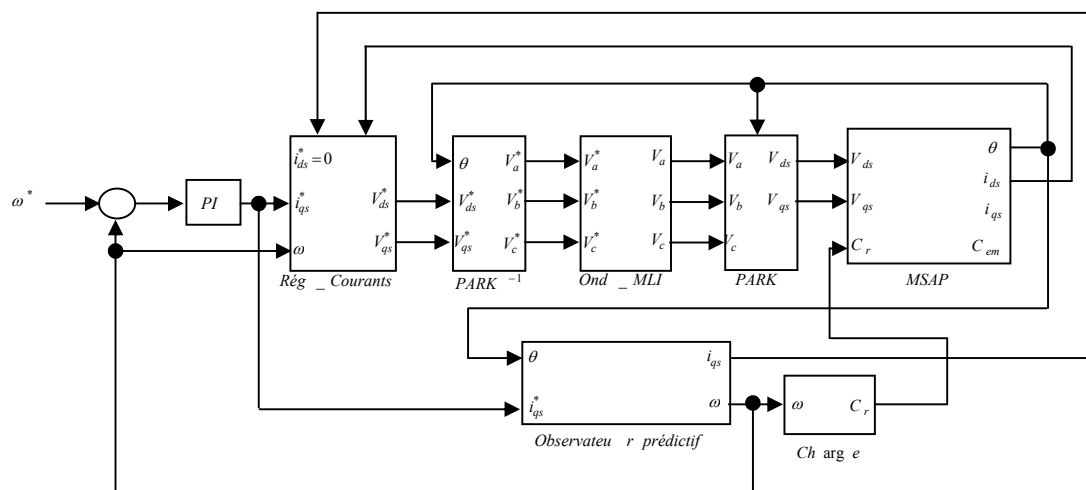 ω*
PI
i*ds = 0
i*qs
ω
V*ds
V*qs
Rég _ Courants
θ
V*ds
V*qs
V*a
V*b
V*c
PARK −1
V*a
V*b
V*c
Va
Vb
Vc
Ond _ MLI
Va
Vb
Vc
Vds
Vqs
PARK
Vds
Vqs
Cr
θ
ids
iqs
Cem
MSAP
θ
i*qs
iqs
ω
Observateu r prédictif
ω
Cr
Ch arg e